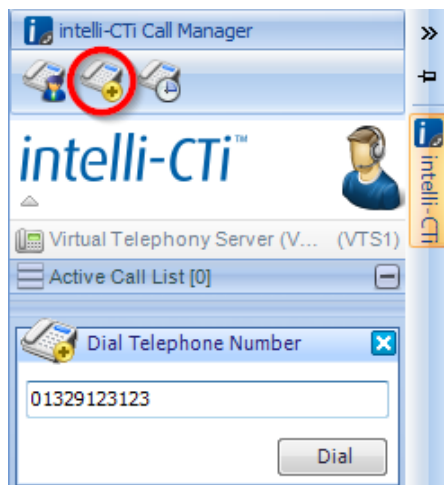 intelli-CTi Call Manager
intelli-CTi™
Virtual Telephony Server (V... (VTS1)
Active Call List [0]
Dial Telephone Number
01329123123
Dial
intelli-CTi